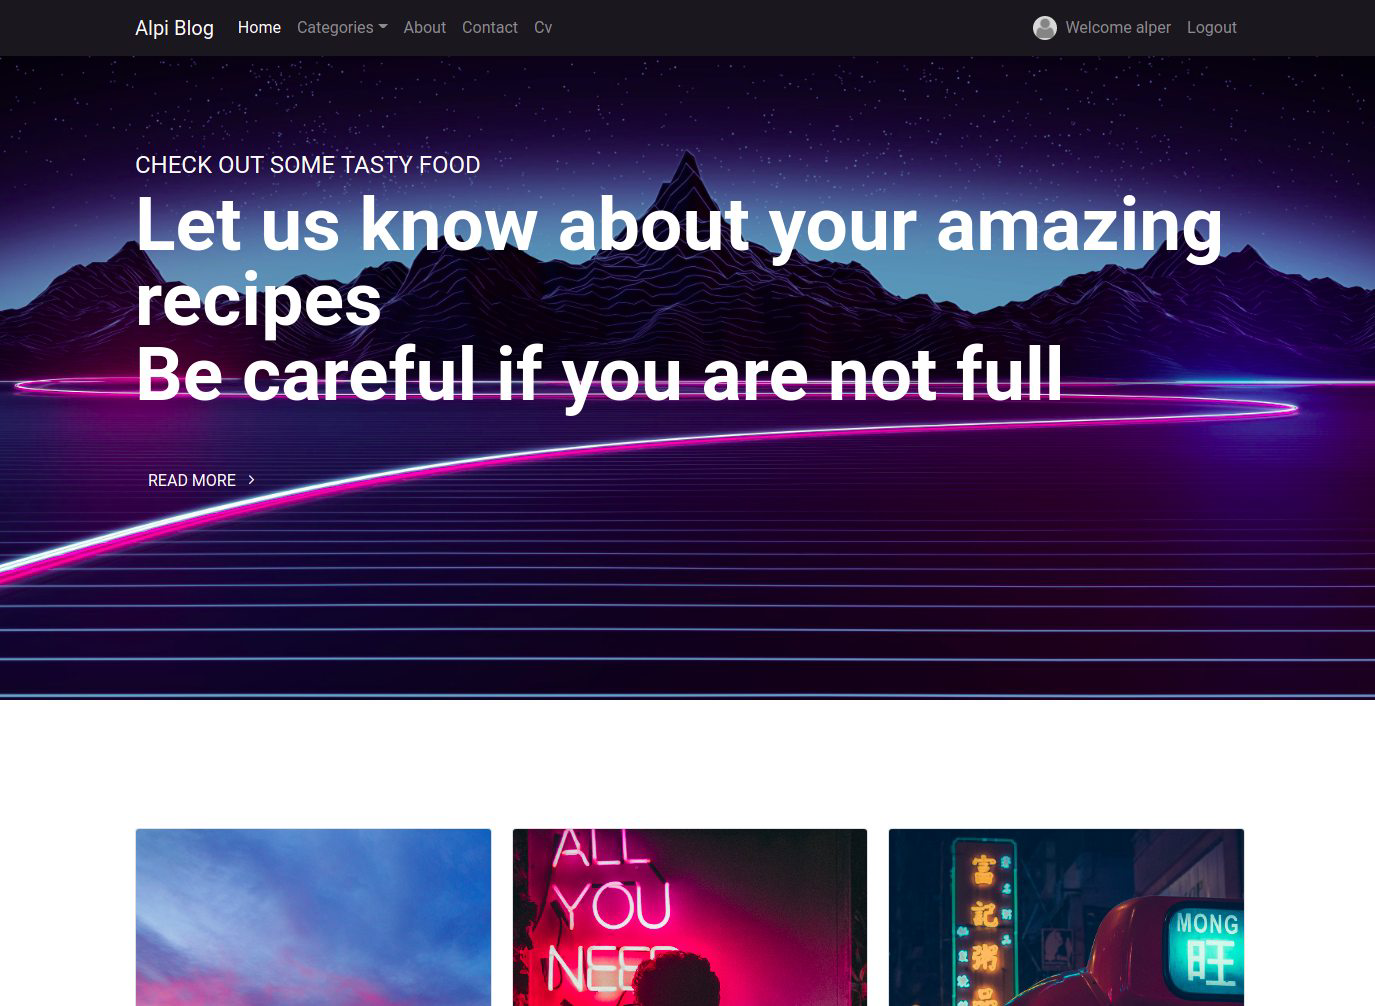 Alpi Blog Home Categories About Contact Cv Welcome alper Logout
CHECK OUT SOME TASTY FOOD
Let us know about your amazing
recipes
Be careful if you are not full
READ MORE
ALL
YOU
NEED
富
記
粥
品
MONG
旺